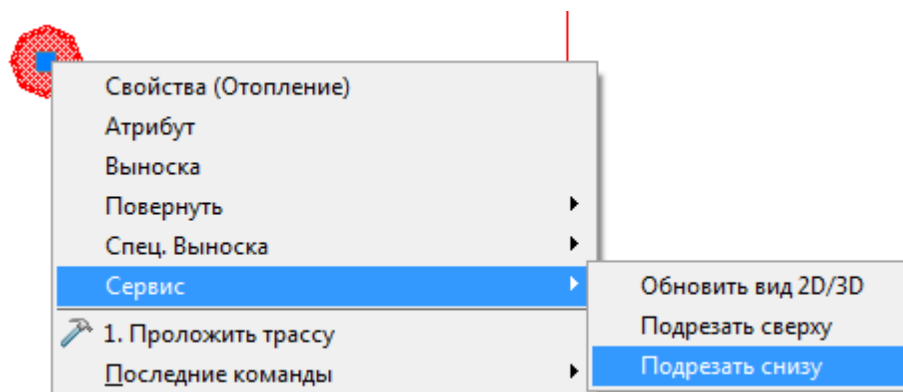 Свойства (Отопление)
Атрибут
Выноска
Повернуть
Спец. Выноска
Сервис
1. Проложить трассу
Последние команды
Обновить вид 2D/3D
Подрезать сверху
Подрезать снизу